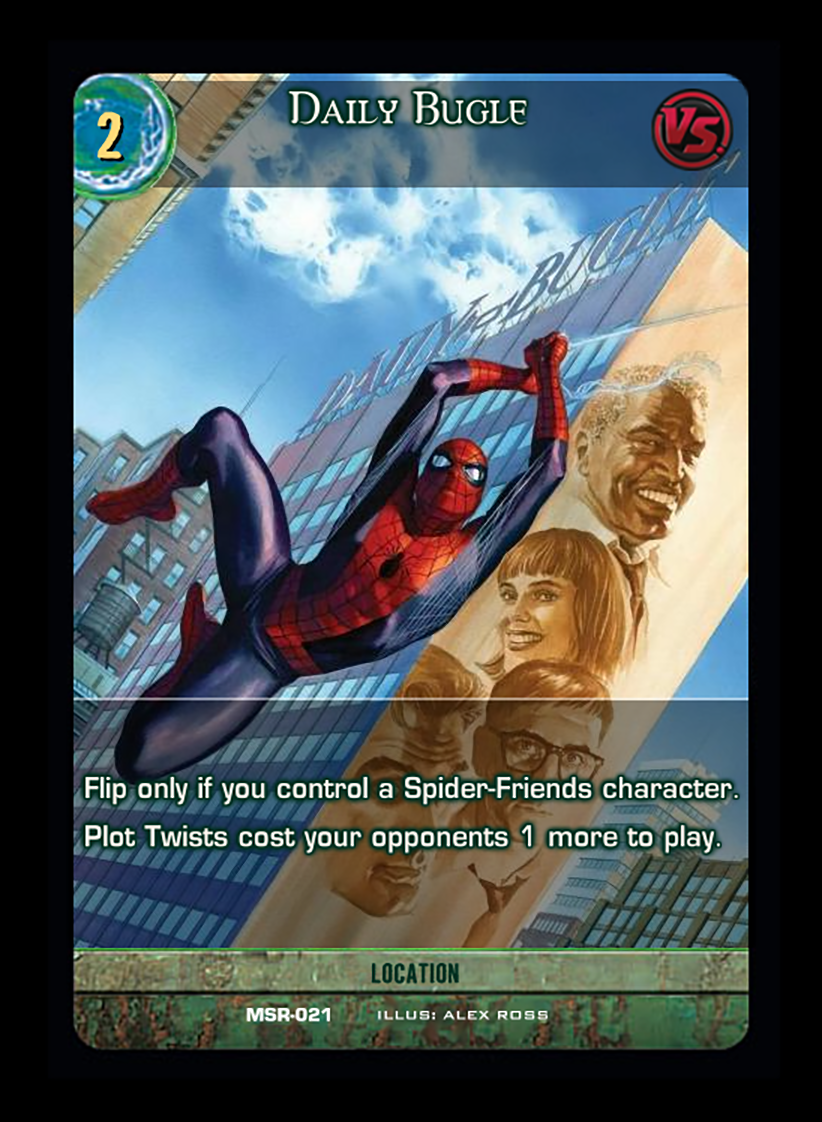 2
DAILY BUGLE
VS.
DAILY BUGLE
Flip only if you control a Spider-Friends character.
Plot Twists cost your opponents 1 more to play.
LOCATION
MSR-021 ILLUS: ALEX ROSS